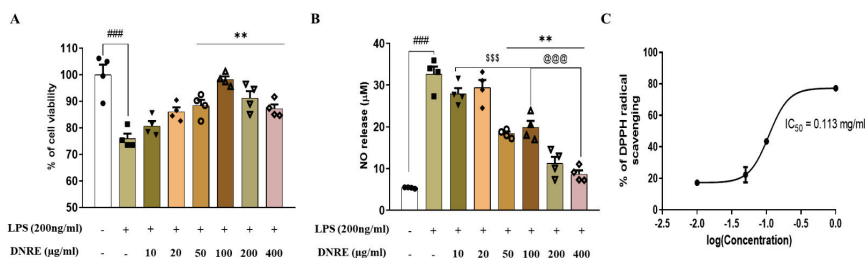 A
###
**
% of cell viability
110
100
90
80
70
60
50
LPS (200ng/ml)
- + + + + + + +
DNRE (µg/ml)
- - 10 20 50 100 200 400
B
###
**
$$$
@@@
NO release (µM)
40
30
20
10
0
LPS (200ng/ml)
- + + + + + + +
DNRE (µg/ml)
- - 10 20 50 100 200 400
C
% of DPPH radical
scavenging
100
80
60
40
20
0
IC50 = 0.113 mg/ml
-2.5 -2.0 -1.5 -1.0 -0.5 0.0
log(Concentration)